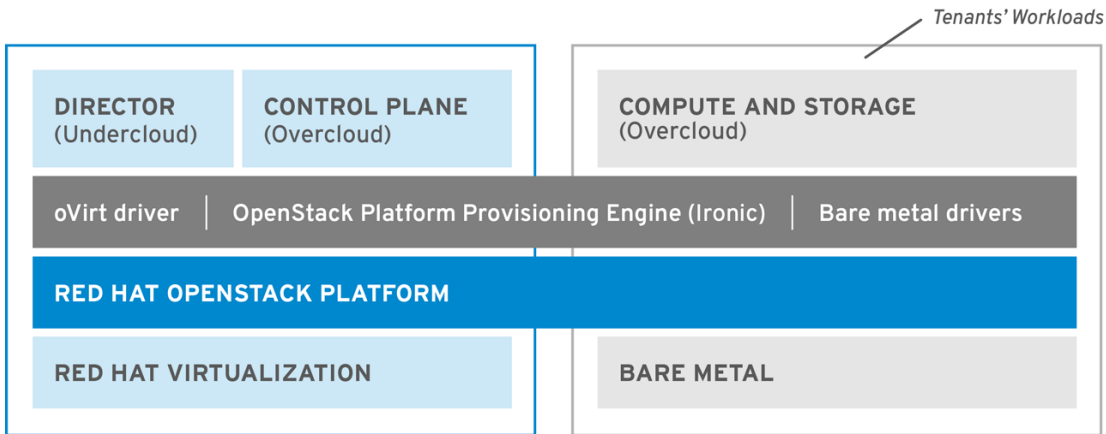 Tenants' Workloads
DIRECTOR
(Undercloud)
CONTROL PLANE
(Overcloud)
COMPUTE AND STORAGE
(Overcloud)
oVirt driver | OpenStack Platform Provisioning Engine (Ironic) | Bare metal drivers
RED HAT OPENSTACK PLATFORM
RED HAT VIRTUALIZATION
BARE METAL